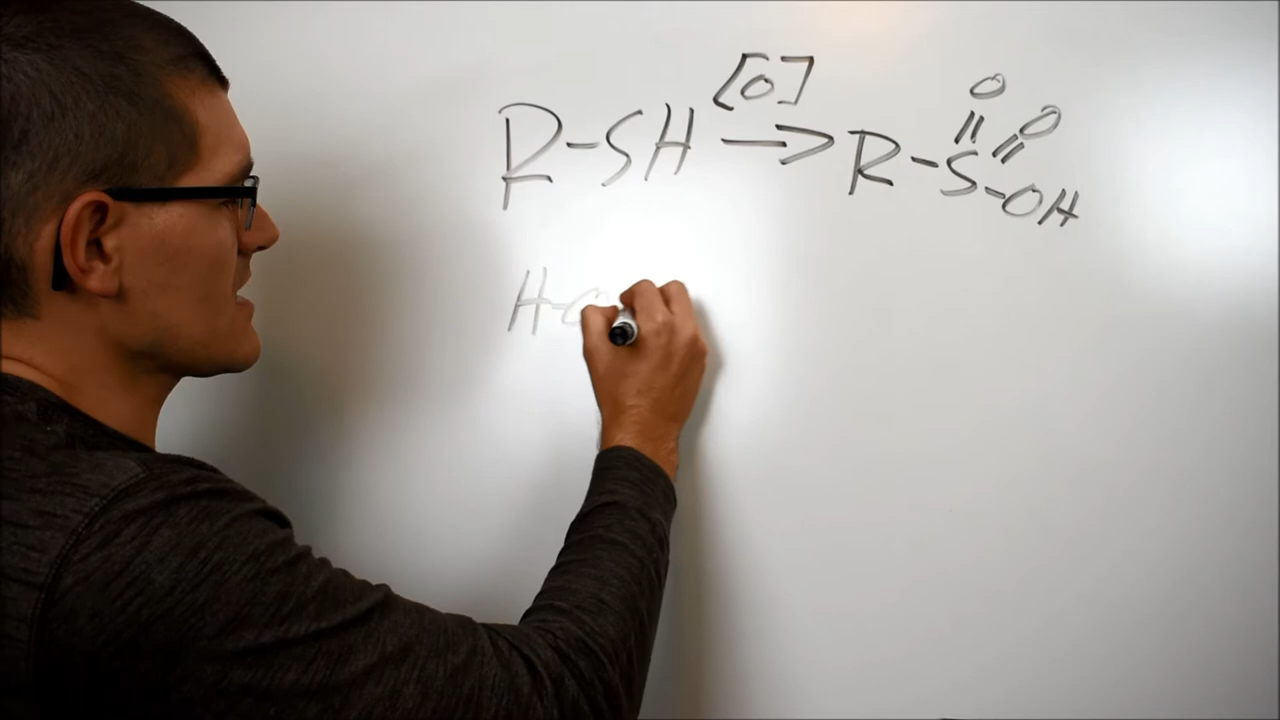 [O]
O
O
R-SH → R-S-OH
H-